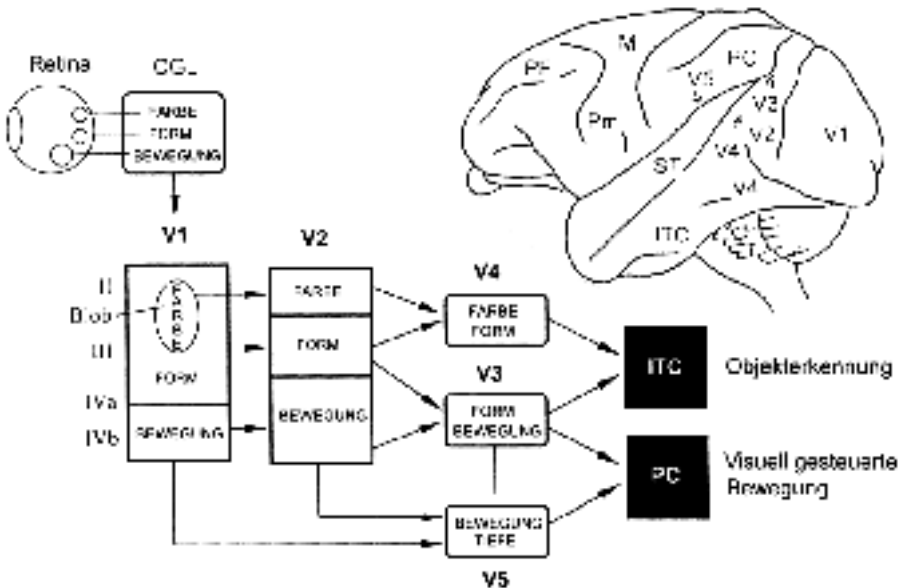 Retina
CGL
FARBE
FORM
BEWEGUNG
V1
V2
V4
V3
V5
II
Blob
III
IVa
IVb
FARBE
FORM
BEWEGUNG
FARBE
FORM
BEWEGUNG
FARBE
FORM
FORM
BEWEGUNG
BEWEGUNG
TIEFE
ITC
Objekterkennung
PC
Visuell gesteuerte
Bewegung
PF
M
PC
V5
V3
V2
V1
Pm
V4
ST
V4
ITC